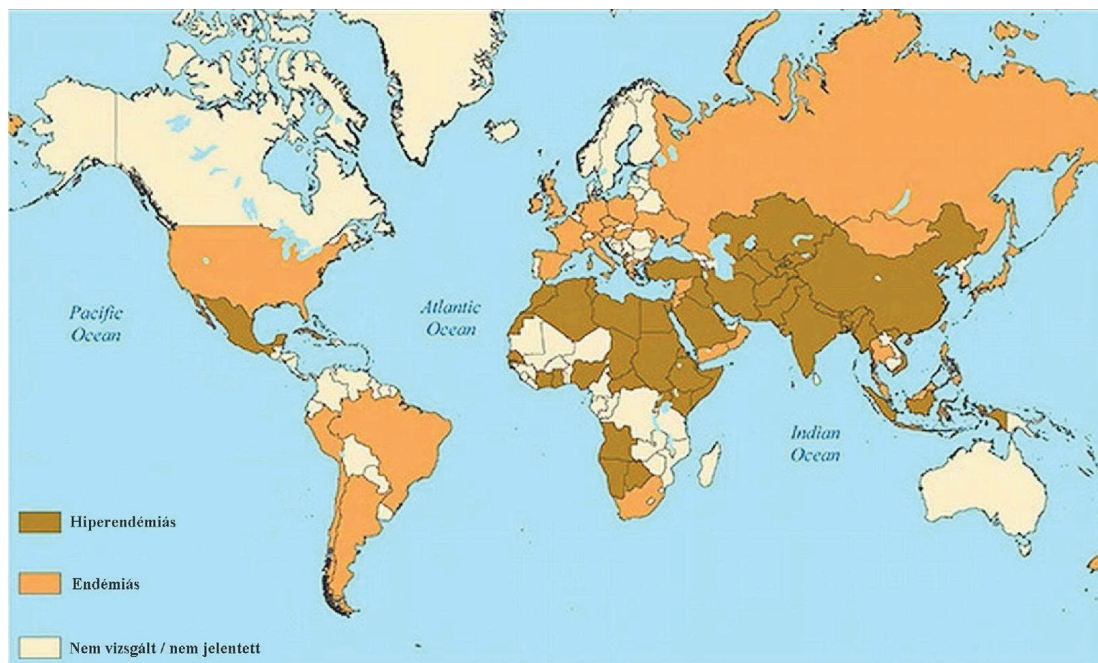 Pacific
Ocean
Atlantic
Ocean
Indian
Ocean
Hiperendémiás
Endémiás
Nem vizsgált / nem jelentett